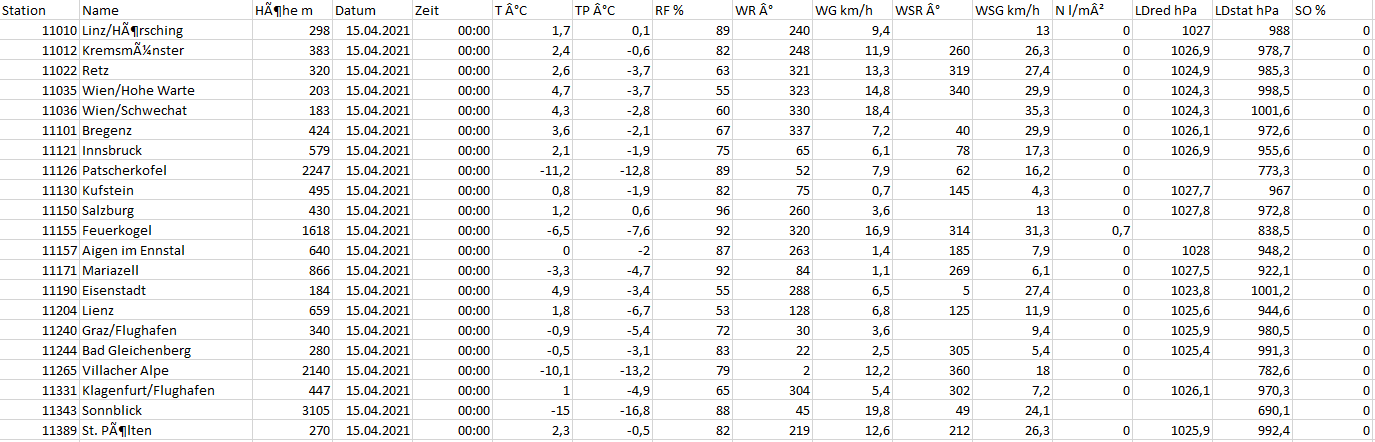 Station Name HÃ¶he m Datum Zeit T Â°C TP Â°C RF % WR Â° WG km/h WSR Â° WSG km/h N l/mÂ² LDred hPa LDstat hPa SO %
11010 Linz/HÃ¶rsching 298 15.04.2021 00:00 1,7 0,1 89 240 9,4 13 0 1027 988 0
11012 KremsmÃ¼nster 383 15.04.2021 00:00 2,4 -0,6 82 248 11,9 260 26,3 0 1026,9 978,7 0
11022 Retz 320 15.04.2021 00:00 2,6 -3,7 63 321 13,3 319 27,4 0 1024,9 985,3 0
11035 Wien/Hohe Warte 203 15.04.2021 00:00 4,7 -3,7 55 323 14,8 340 29,9 0 1024,3 998,5 0
11036 Wien/Schwechat 183 15.04.2021 00:00 4,3 -2,8 60 330 18,4 35,3 0 1024,3 1001,6 0
11101 Bregenz 424 15.04.2021 00:00 3,6 -2,1 67 337 7,2 40 29,9 0 1026,1 972,6 0
11121 Innsbruck 579 15.04.2021 00:00 2,1 -1,9 75 65 6,1 78 17,3 0 1026,9 955,6 0
11126 Patscherkofel 2247 15.04.2021 00:00 -11,2 -12,8 89 52 7,9 62 16,2 0 773,3 0
11130 Kufstein 495 15.04.2021 00:00 0,8 -1,9 82 75 0,7 145 4,3 0 1027,7 967 0
11150 Salzburg 430 15.04.2021 00:00 1,2 0,6 96 260 3,6 13 0 1027,8 972,8 0
11155 Feuerkogel 1618 15.04.2021 00:00 -6,5 -7,6 92 320 16,9 314 31,3 0,7 838,5 0
11157 Aigen im Ennstal 640 15.04.2021 00:00 0 -2 87 263 1,4 185 7,9 0 1028 948,2 0
11171 Mariazell 866 15.04.2021 00:00 -3,3 -4,7 92 84 1,1 269 6,1 0 1027,5 922,1 0
11190 Eisenstadt 184 15.04.2021 00:00 4,9 -3,4 55 288 6,5 5 27,4 0 1023,8 1001,2 0
11204 Lienz 659 15.04.2021 00:00 1,8 -6,7 53 128 6,8 125 11,9 0 1025,6 944,6 0
11240 Graz/Flughafen 340 15.04.2021 00:00 -0,9 -5,4 72 30 3,6 9,4 0 1025,9 980,5 0
11244 Bad Gleichenberg 280 15.04.2021 00:00 -0,5 -3,1 83 22 2,5 305 5,4 0 1025,4 991,3 0
11265 Villacher Alpe 2140 15.04.2021 00:00 -10,1 -13,2 79 2 12,2 360 18 0 782,6 0
11331 Klagenfurt/Flughafen 447 15.04.2021 00:00 1 -4,9 65 304 5,4 302 7,2 0 1026,1 970,3 0
11343 Sonnblick 3105 15.04.2021 00:00 -15 -16,8 88 45 19,8 49 24,1 690,1 0
11389 St. PÃ¶lten 270 15.04.2021 00:00 2,3 -0,5 82 219 12,6 212 26,3 0 1025,9 992,4 0